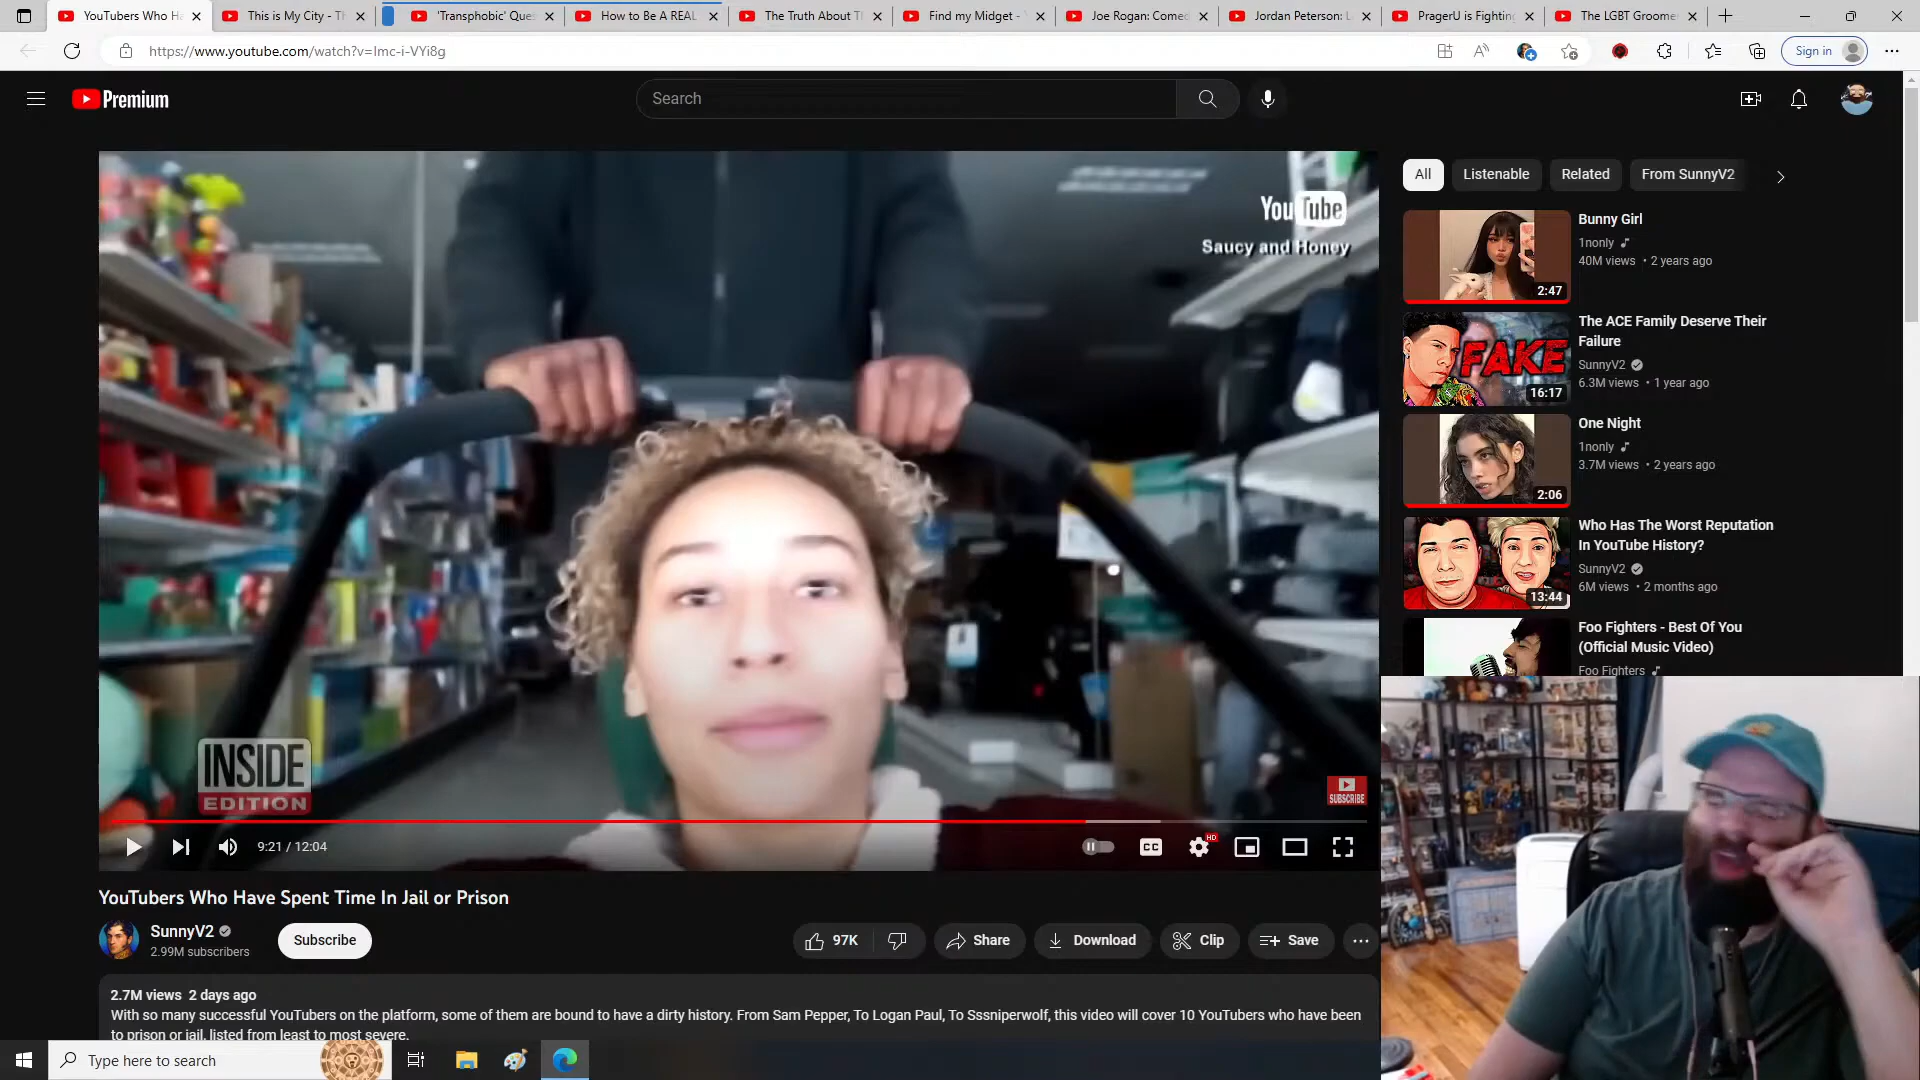 YouTubers Who Ha
This is My City - Th
'Transphobic' Ques
How to Be A REAL
The Truth About Th
Find my Midget - Y
Joe Rogan: Comed
Jordan Peterson: L
PragerU is Fighting
The LGBT Groome
https://www.youtube.com/watch?v=Imc-i-VYi8g
Sign in
Premium
Search
YouTube
Saucy and Honey
INSIDE
EDITION
SUBSCRIBE
9:21 / 12:04
CC
HD
YouTubers Who Have Spent Time In Jail or Prison
SunnyV2
2.99M subscribers
Subscribe
97K
Share
Download
Clip
Save
2.7M views 2 days ago
With so many successful YouTubers on the platform, some of them are bound to have a dirty history. From Sam Pepper, To Logan Paul, To Sssniperwolf, this video will cover 10 YouTubers who have been
to prison or jail, listed from least to most severe.
All
Listenable
Related
From SunnyV2
Bunny Girl
1nonly
40M views • 2 years ago
2:47
The ACE Family Deserve Their
Failure
SunnyV2
6.3M views • 1 year ago
FAKE
16:17
One Night
1nonly
3.7M views • 2 years ago
2:06
Who Has The Worst Reputation
In YouTube History?
SunnyV2
6M views • 2 months ago
13:44
Foo Fighters - Best Of You
(Official Music Video)
Foo Fighters
Type here to search